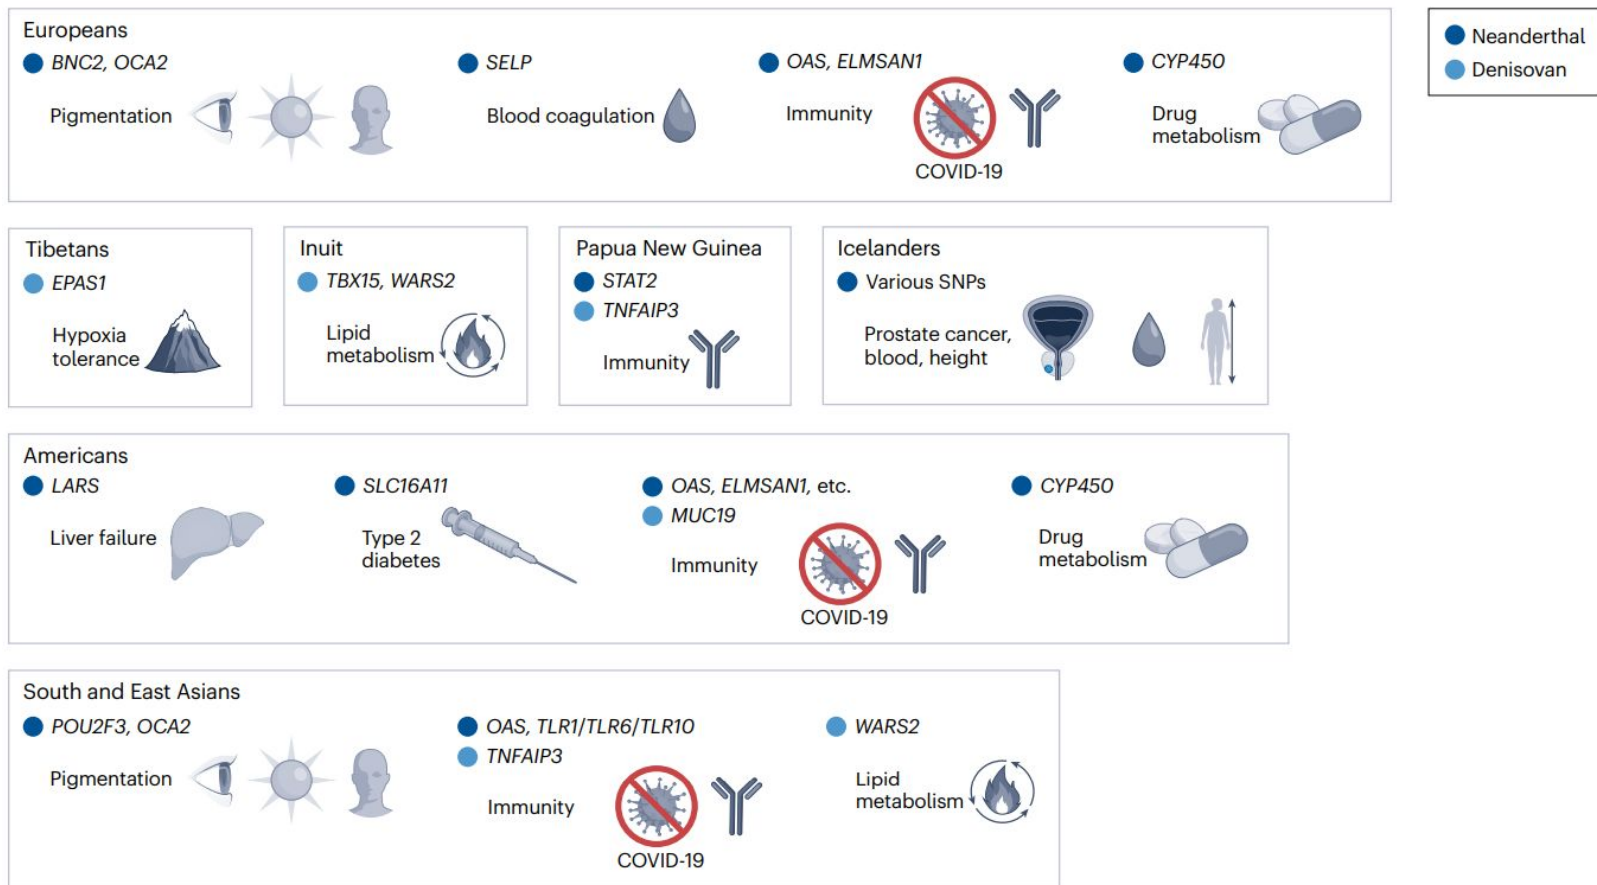 Europeans
BNC2, OCA2
Pigmentation
SELP
Blood coagulation
OAS, ELMSAN1
Immunity
COVID-19
CYP450
Drug
metabolism
Neanderthal
Denisovan
Tibetans
EPAS1
Hypoxia
tolerance
Inuit
TBX15, WARS2
Lipid
metabolism
Papua New Guinea
STAT2
TNFAIP3
Immunity
Icelanders
Various SNPs
Prostate cancer,
blood, height
Americans
LARS
Liver failure
SLC16A11
Type 2
diabetes
OAS, ELMSAN1, etc.
MUC19
Immunity
COVID-19
CYP450
Drug
metabolism
South and East Asians
POU2F3, OCA2
Pigmentation
OAS, TLR1/TLR6/TLR10
TNFAIP3
Immunity
COVID-19
WARS2
Lipid
metabolism